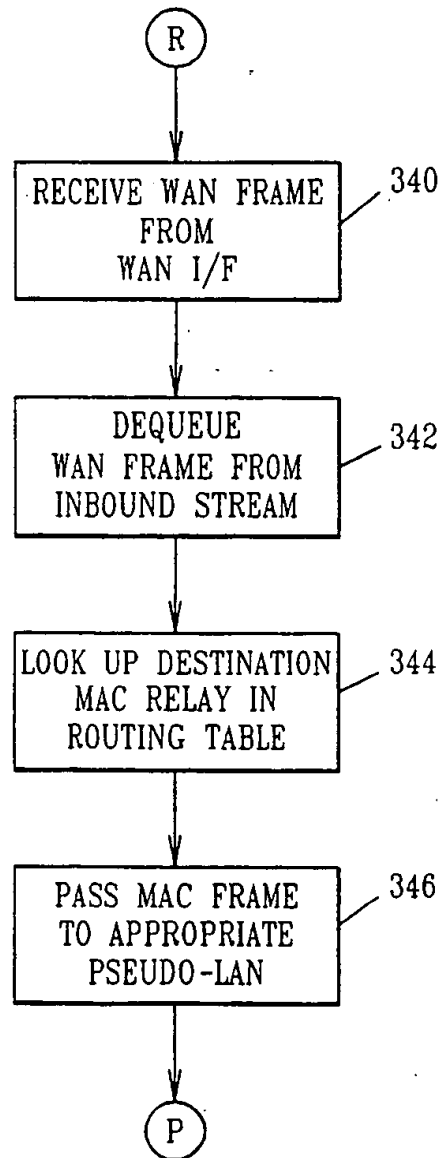 R
RECEIVE WAN FRAME
FROM
WAN I/F
340
DEQUEUE
WAN FRAME FROM
INBOUND STREAM
342
LOOK UP DESTINATION
MAC RELAY IN
ROUTING TABLE
344
PASS MAC FRAME
TO APPROPRIATE
PSEUDO-LAN
346
P